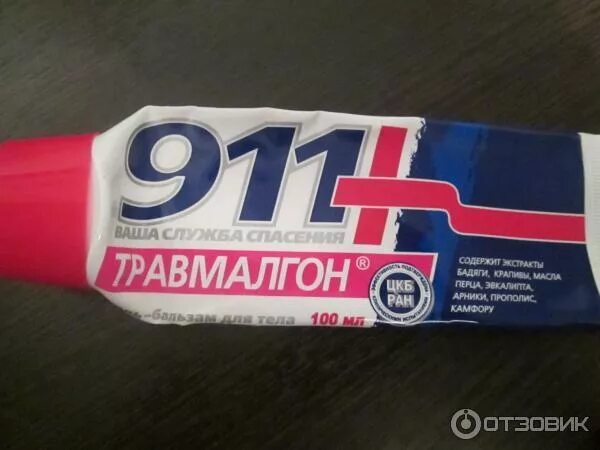 911
ВАША СЛУЖБА СПАСЕНИЯ
ТРАВМАЛГОН®
-бальзам для тела 100 мл
ЦКБ
РАН
СОДЕРЖИТ ЭКСТРАКТЫ
БАДЯГИ, КРАПИВЫ, МАСЛА
ПЕРЦА, ЭВКАЛИПТА,
АРНИКИ, ПРОПОЛИС,
КАМФОРУ
ОТЗОВИК